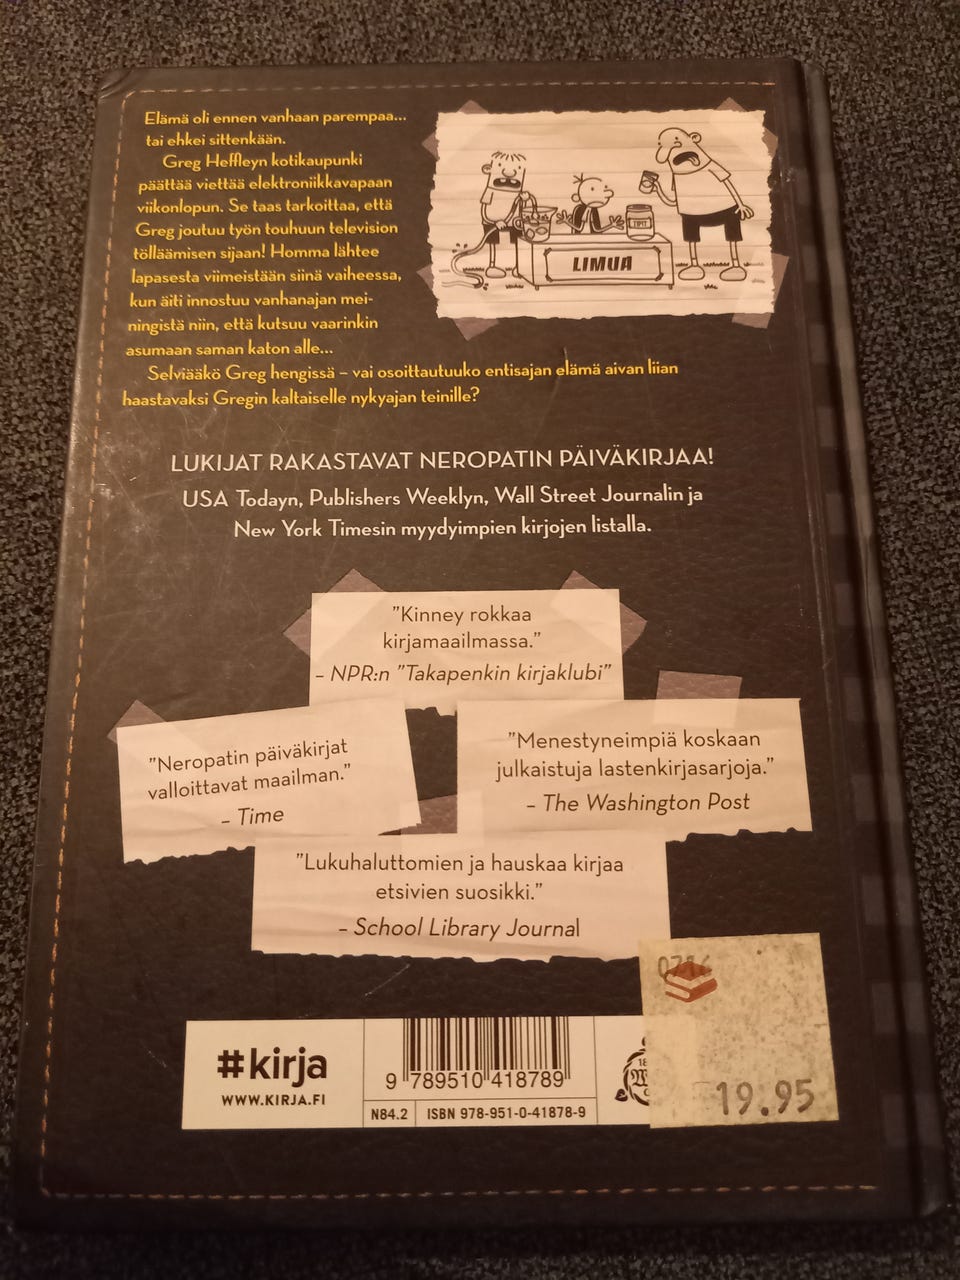 Elämä oli ennen vanhaan parempaa...
tai ehkei sittenkään.
Greg Heffleyn kotikaupunki
päättää viettää elektroniikkavapaan
viikonlopun. Se taas tarkoittaa, että
Greg joutuu työn touhuun television
tölläämisen sijaan! Homma lähtee
lapasesta viimeistään siinä vaiheessa,
kun äiti innostuu vanhanajan mei-
ningistä niin, että kutsuu vaarinkin
asumaan saman katon alle...
Selviääkö Greg hengissä – vai osoittautuuko entisajan elämä aivan liian
haastavaksi Gregin kaltaiselle nykyajan teinille?
TIPIT
LIMUA
LUKIJAT RAKASTAVAT NEROPATIN PÄIVÄKIRJAA!
USA Todayn, Publishers Weeklyn, Wall Street Journalin ja
New York Timesin myydyimpien kirjojen listalla.
”Kinney rokkaa
kirjamaailmassa.”
– NPR:n ”Takapenkin kirjaklubi”
”Neropatin päiväkirjat
valloittavat maailman.”
– Time
”Menestyneimpiä koskaan
julkaistuja lastenkirjasarjoja.”
– The Washington Post
”Lukuhaluttomien ja hauskaa kirjaa
etsivien suosikki.”
– School Library Journal
#kirja
WWW.KIRJA.FI
9 789510 418789
N84.2 ISBN 978-951-0-41878-9
19.95